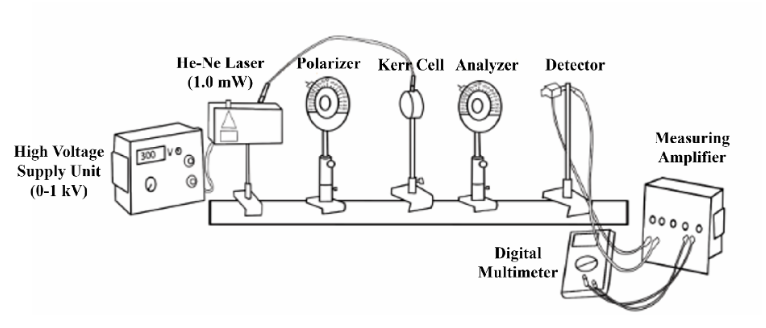 He-Ne Laser
(1.0 mW)
Polarizer
Kerr Cell
Analyzer
Detector
High Voltage
Supply Unit
(0-1 kV)
300 V
Measuring
Amplifier
Digital
Multimeter